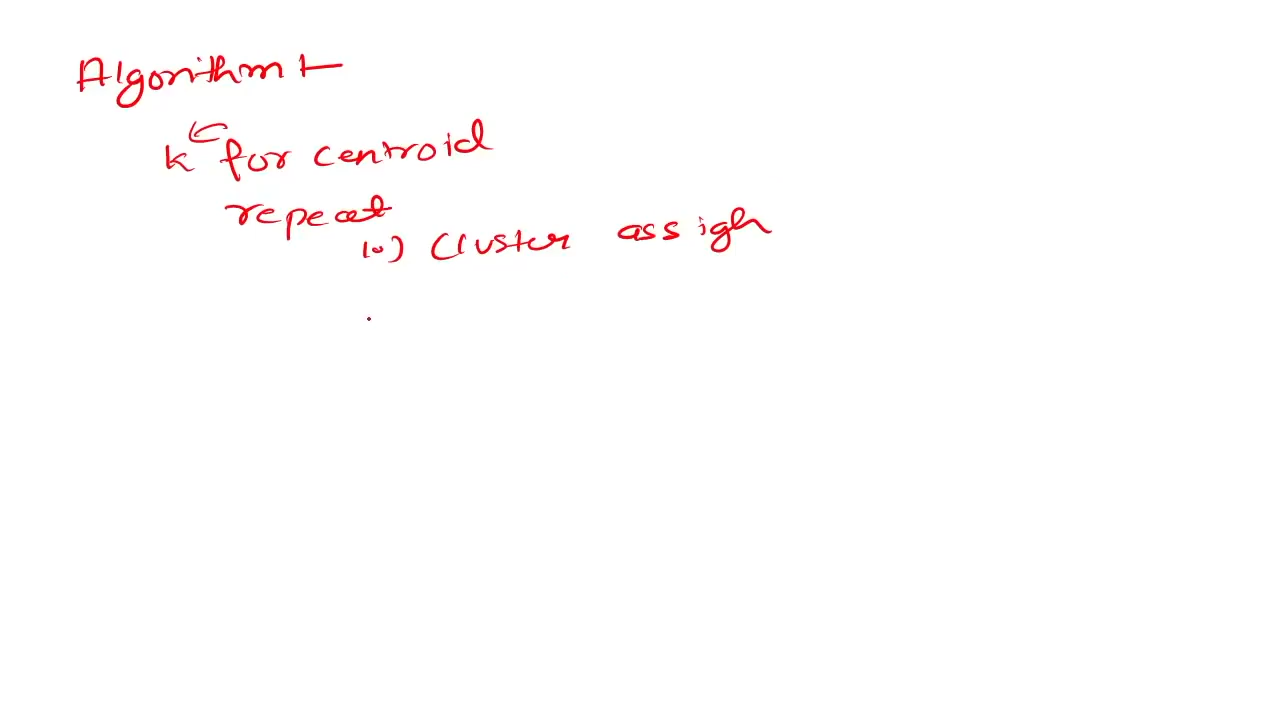 Algorithm :-
k for centroid
repeat
1.) Cluster assign